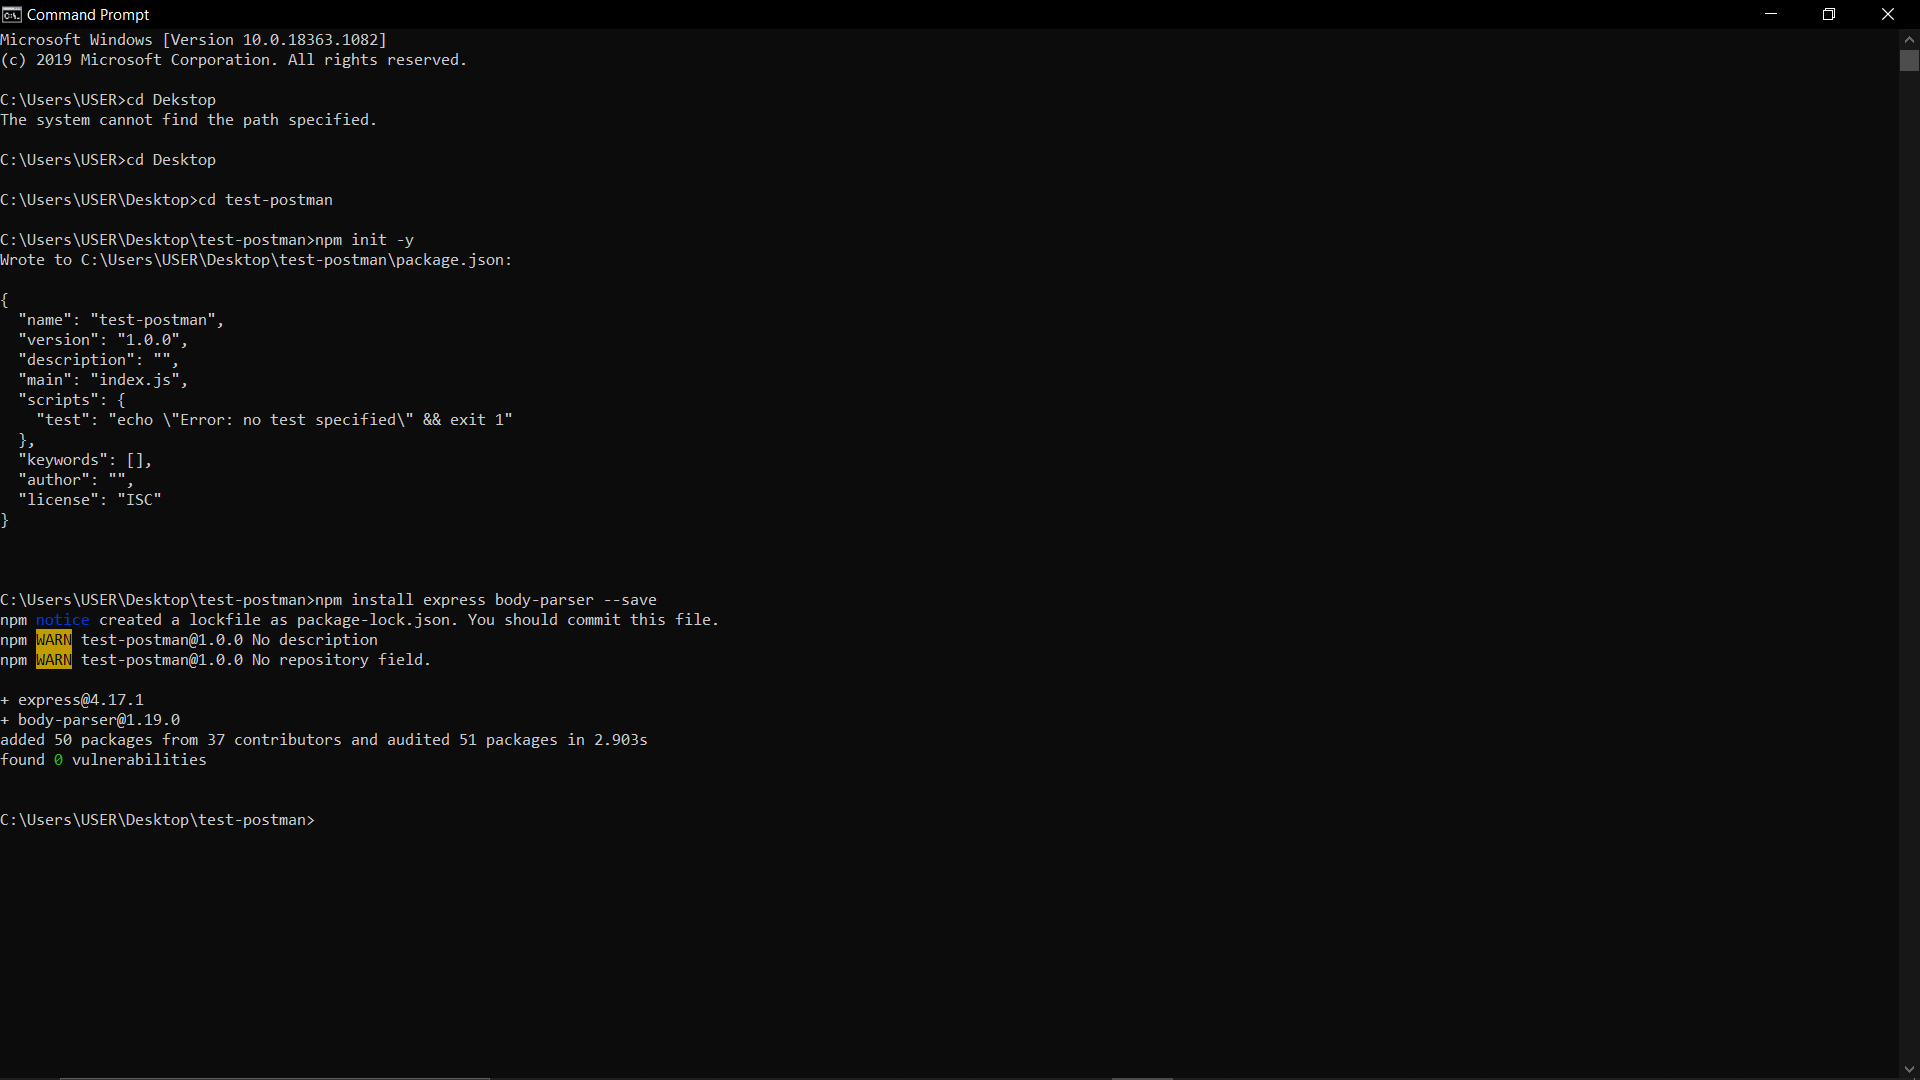 Command Prompt
Microsoft Windows [Version 10.0.18363.1082]
(c) 2019 Microsoft Corporation. All rights reserved.
C:\Users\USER>cd Dekstop
The system cannot find the path specified.
C:\Users\USER>cd Desktop
C:\Users\USER\Desktop>cd test-postman
C:\Users\USER\Desktop\test-postman>npm init -y
Wrote to C:\Users\USER\Desktop\test-postman\package.json:
{
  "name": "test-postman",
  "version": "1.0.0",
  "description": "",
  "main": "index.js",
  "scripts": {
    "test": "echo \"Error: no test specified\" && exit 1"
  },
  "keywords": [],
  "author": "",
  "license": "ISC"
}
C:\Users\USER\Desktop\test-postman>npm install express body-parser --save
npm notice created a lockfile as package-lock.json. You should commit this file.
npm WARN test-postman@1.0.0 No description
npm WARN test-postman@1.0.0 No repository field.
+ express@4.17.1
+ body-parser@1.19.0
added 50 packages from 37 contributors and audited 51 packages in 2.903s
found 0 vulnerabilities
C:\Users\USER\Desktop\test-postman>